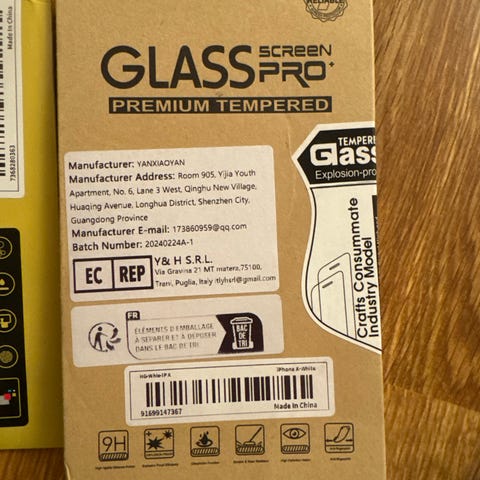 RELIABLE
GLASS SCREEN PRO+
PREMIUM TEMPERED
Made In China
7368280363
TEMPERE
Glass
Explosion-pro
Crafts Consummate
Industry Model
Manufacturer: YANXIAOYAN
Manufacturer Address: Room 905, Yijia Youth
Apartment, No. 6, Lane 3 West, Qinghu New Village,
Huaqing Avenue, Longhua District, Shenzhen City,
Guangdong Province
Manufacturer E-mail: 173860959@qq.com
Batch Number: 20240224A-1
EC REP
Y& H S.R.L.
Via Gravina 21 MT matera,75100,
Trani, Puglia, Italy
FR
ÉLÉMENTS D'EMBALLAGE
À SÉPARER ET À DÉPOSER
DANS LE BAC DE TRI
BAC
DE TRI
iPhone A-White
91699147367
Made In China
9H